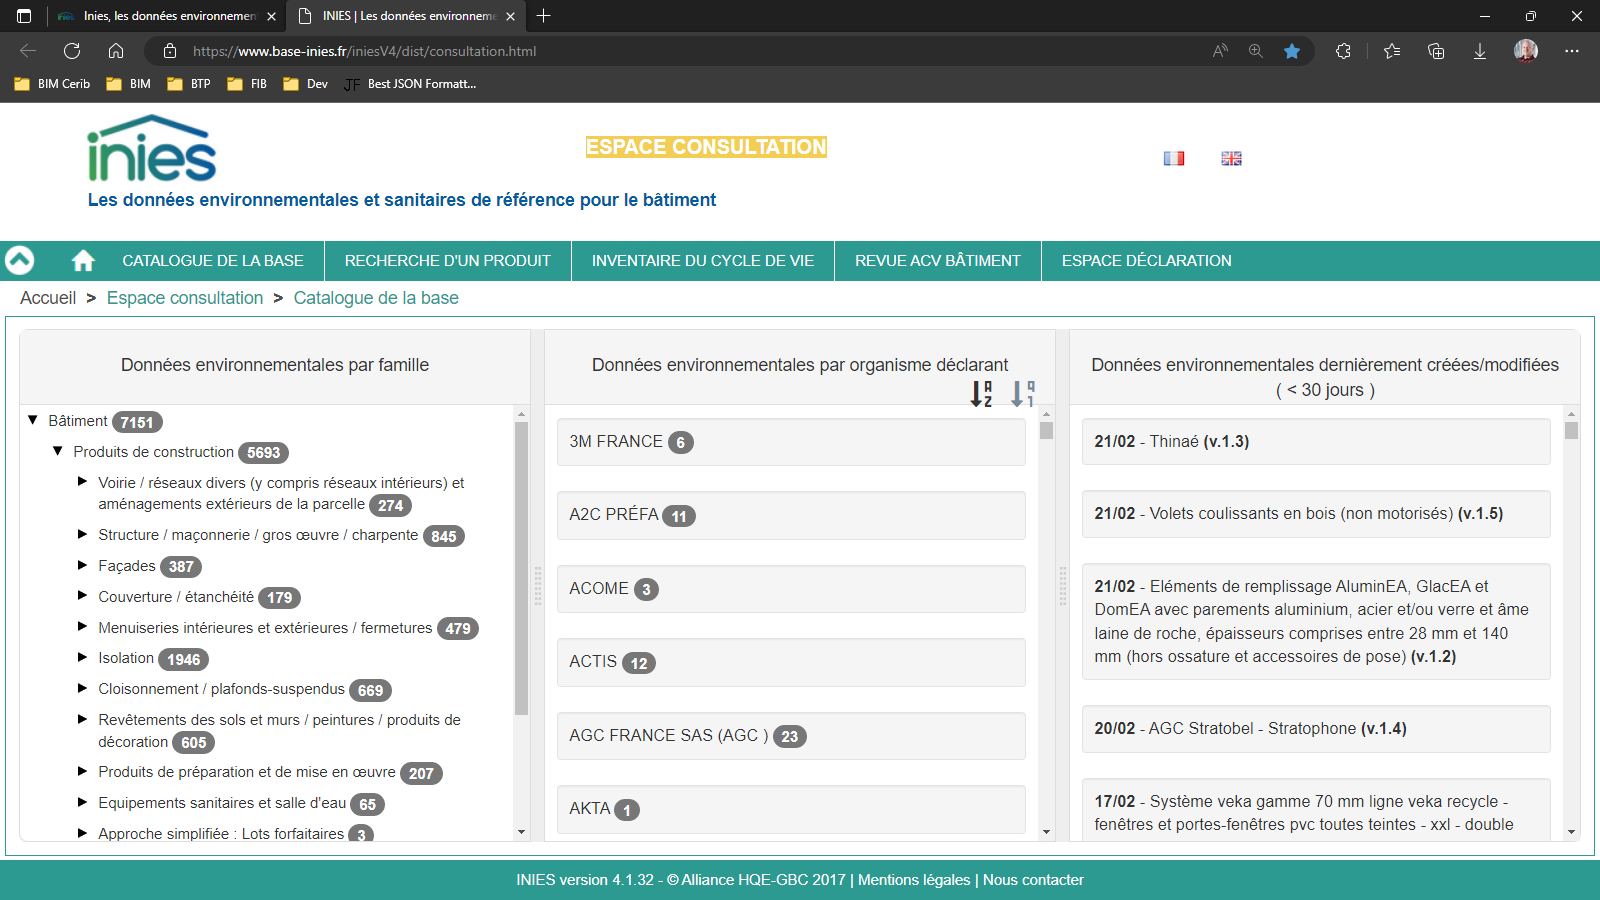 Inies, les données environnemen
INIES | Les données environneme
https://www.base-inies.fr/iniesV4/dist/consultation.html
BIM Cerib
BIM
BTP
FIB
Dev
JF
Best JSON Formatt...
inies
ESPACE CONSULTATION
Les données environnementales et sanitaires de référence pour le bâtiment
CATALOGUE DE LA BASE
RECHERCHE D'UN PRODUIT
INVENTAIRE DU CYCLE DE VIE
REVUE ACV BÂTIMENT
ESPACE DÉCLARATION
Accueil > Espace consultation > Catalogue de la base
Données environnementales par famille
Bâtiment 7151
Produits de construction 5693
Voirie / réseaux divers (y compris réseaux intérieurs) et
aménagements extérieurs de la parcelle 274
Structure / maçonnerie / gros œuvre / charpente 845
Façades 387
Couverture / étanchéité 179
Menuiseries intérieures et extérieures / fermetures 479
Isolation 1946
Cloisonnement / plafonds-suspendus 669
Revêtements des sols et murs / peintures / produits de
décoration 605
Produits de préparation et de mise en œuvre 207
Equipements sanitaires et salle d'eau 65
Approche simplifiée : Lots forfaitaires 3
Données environnementales par organisme déclarant
A
Z
9
1
3M FRANCE 6
A2C PRÉFA 11
ACOME 3
ACTIS 12
AGC FRANCE SAS (AGC ) 23
AKTA 1
Données environnementales dernièrement créées/modifiées
( < 30 jours )
21/02 - Thinaé (v.1.3)
21/02 - Volets coulissants en bois (non motorisés) (v.1.5)
21/02 - Eléments de remplissage AluminEA, GlacEA et
DomEA avec parements aluminium, acier et/ou verre et âme
laine de roche, épaisseurs comprises entre 28 mm et 140
mm (hors ossature et accessoires de pose) (v.1.2)
20/02 - AGC Stratobel - Stratophone (v.1.4)
17/02 - Système veka gamme 70 mm ligne veka recycle -
fenêtres et portes-fenêtres pvc toutes teintes - xxl - double
INIES version 4.1.32 - © Alliance HQE-GBC 2017 | Mentions légales | Nous contacter